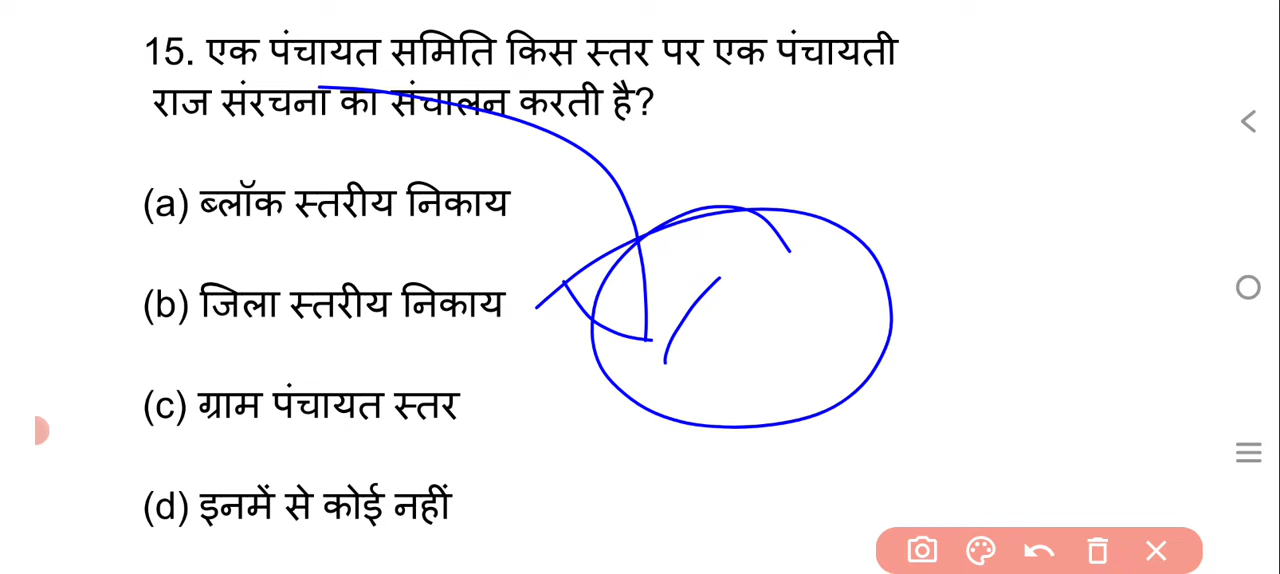 15. एक पंचायत समिति किस स्तर पर एक पंचायती
राज संरचना का संचालन करती है?
(a) ब्लॉक स्तरीय निकाय
(b) जिला स्तरीय निकाय
(c) ग्राम पंचायत स्तर
(d) इनमें से कोई नहीं